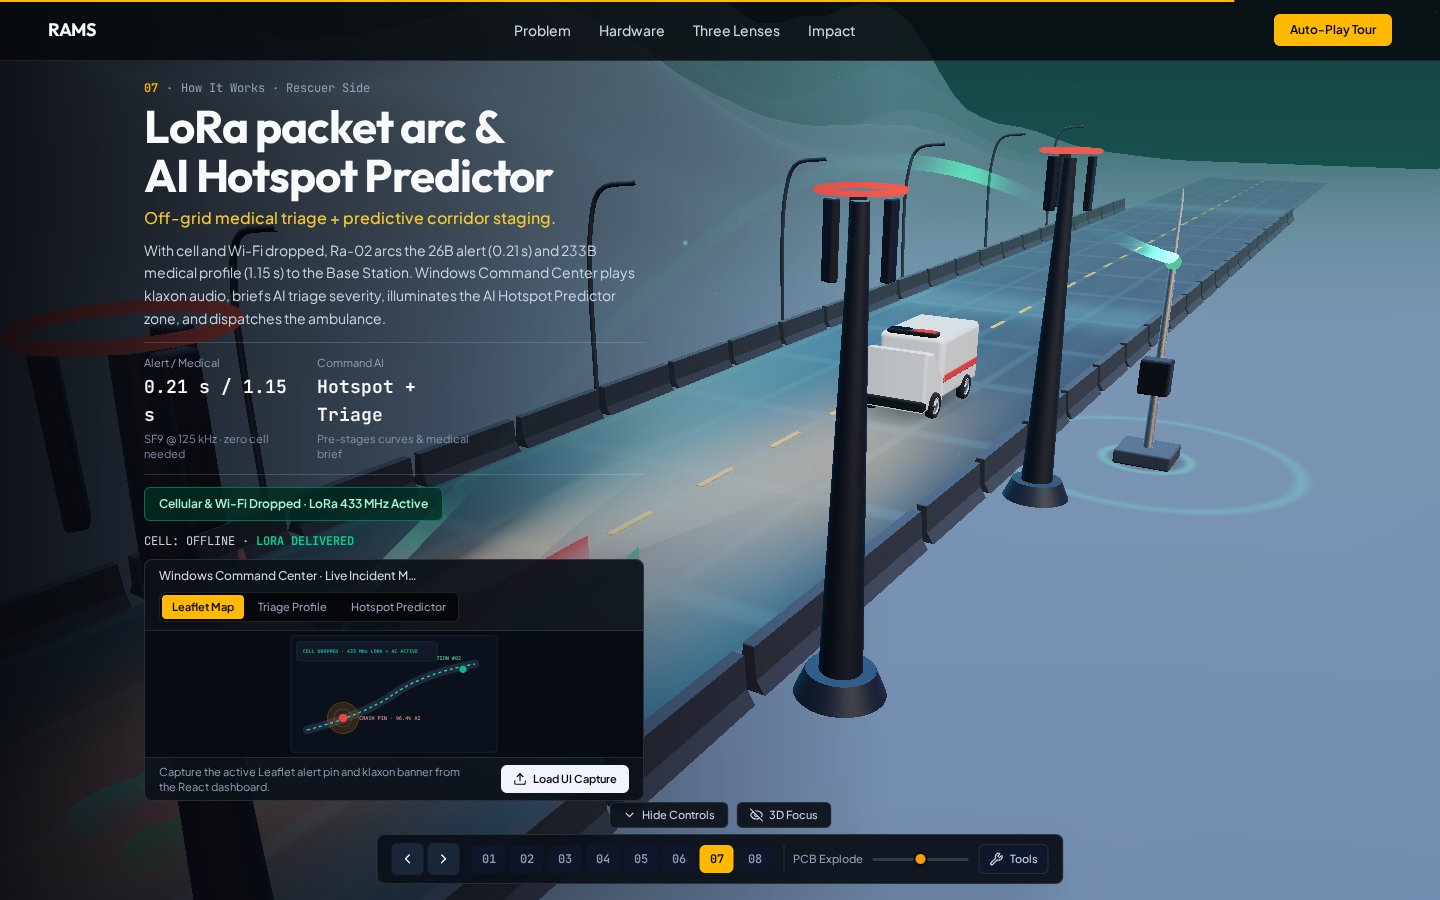 RAMS
Problem
Hardware
Three Lenses
Impact
Auto-Play Tour
07 · How It Works · Rescuer Side
LoRa packet arc &
AI Hotspot Predictor
Off-grid medical triage + predictive corridor staging.
With cell and Wi-Fi dropped, Ra-02 arcs the 26B alert (0.21 s) and 233B
medical profile (1.15 s) to the Base Station. Windows Command Center plays
klaxon audio, briefs AI triage severity, illuminates the AI Hotspot Predictor
zone, and dispatches the ambulance.
Alert / Medical
0.21 s / 1.15
s
SF9 @ 125 kHz · zero cell
needed
Command AI
Hotspot +
Triage
Pre-stages curves & medical
brief
Cellular & Wi-Fi Dropped · LoRa 433 MHz Active
CELL: OFFLINE · LORA DELIVERED
Windows Command Center · Live Incident M...
Leaflet Map
Triage Profile
Hotspot Predictor
CELL DROPPED · 433 MHz LORA + AI ACTIVE
TION #02
CRASH PIN · 96.4% AI
Capture the active Leaflet alert pin and klaxon banner from
the React dashboard.
Load UI Capture
Hide Controls
3D Focus
01
02
03
04
05
06
07
08
PCB Explode
Tools